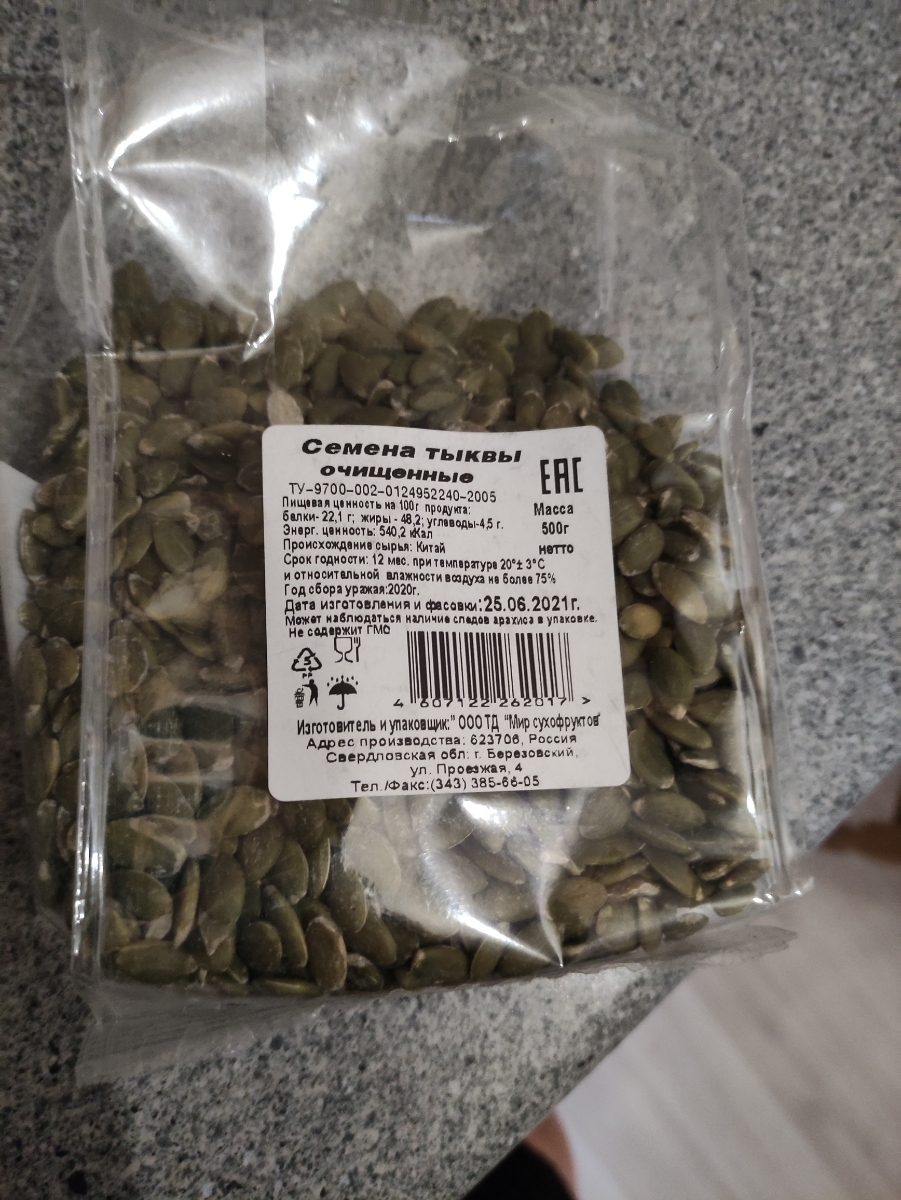 Семена тыквы
очищенные
ТУ-9700-002-0124952240-2005
Пищевая ценность на 100г продукта:
белки- 22,1 г; жиры - 48,2; углеводы-4,5 г.
Энерг. ценность: 540,2 кКал
Происхождение сырья: Китай
Срок годности: 12 мес. при температуре 20°± 3°С
и относительной влажности воздуха не более 75%
Год сбора урожая:2020г.
Дата изготовления и фасовки:25.06.2021г.
Может наблюдаться наличие следов арахиса в упаковке.
Не содержит ГМО
EAC
Масса
500г
нетто
5
PP
4 607122 262017 >
Изготовитель и упаковщик:" ООО ТД "Мир сухофруктов"
Адрес производства: 623706, Россия
Свердловская обл: г. Березовский,
ул. Проезжая, 4
Тел./Факс:(343) 385-66-05